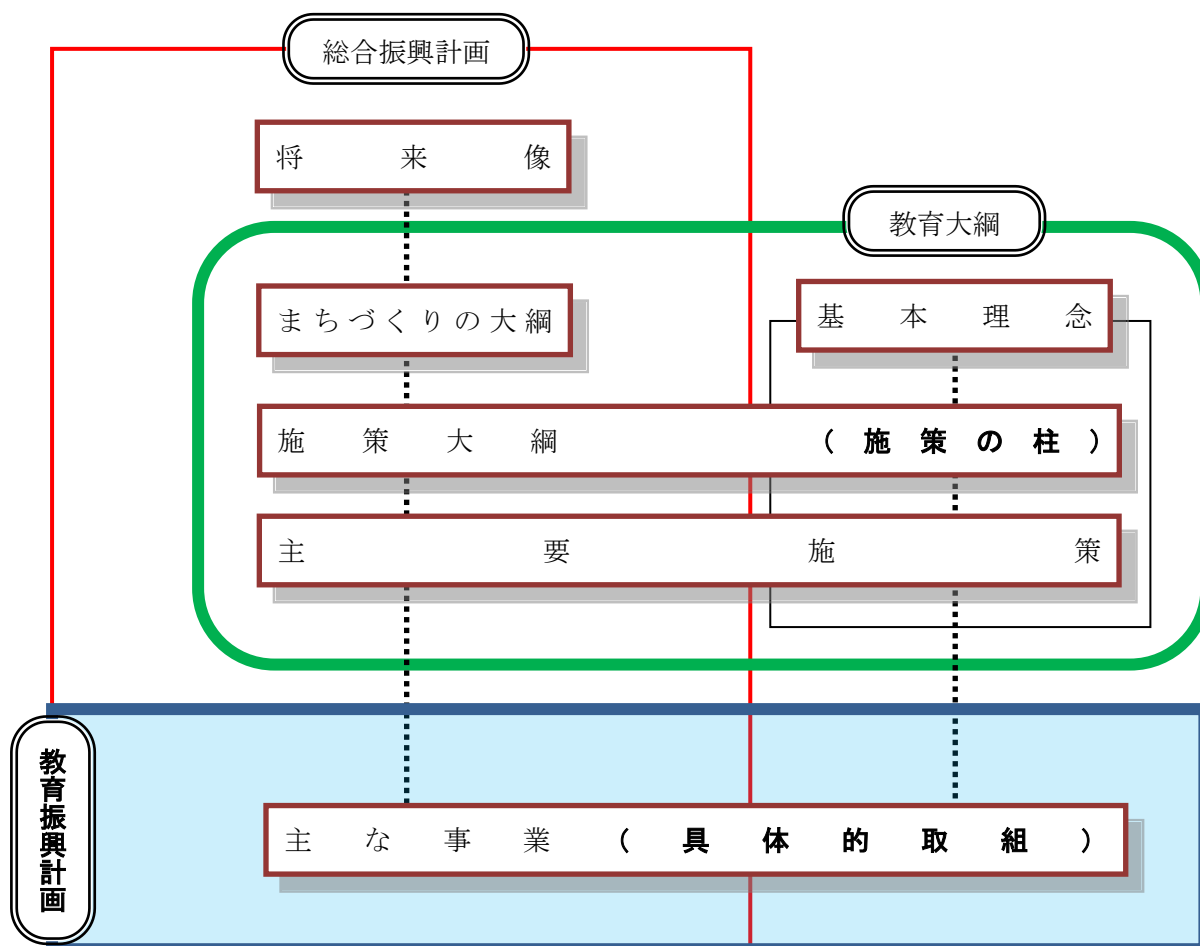 総合振興計画
将来像
教育大綱
まちづくりの大綱
基本理念
施策大綱（施策の柱）
主要施策
教育振興計画
主な事業（具体的取組）